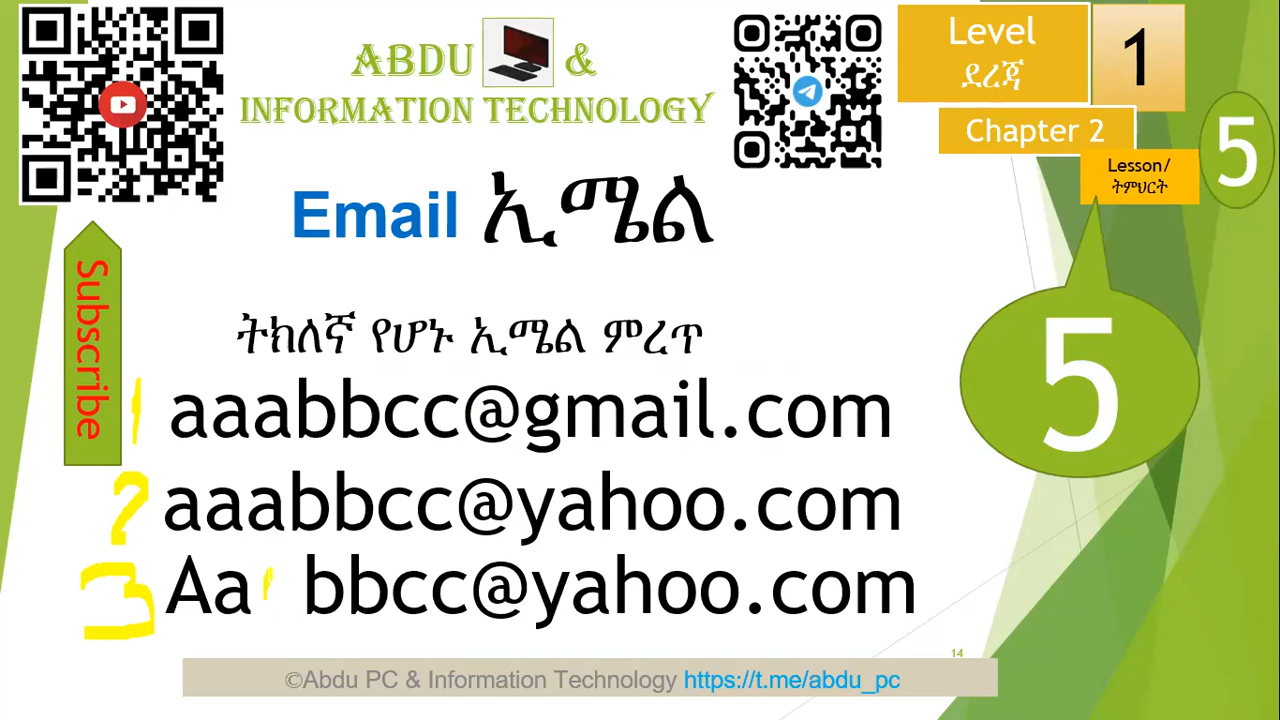 ABDU &
INFORMATION TECHNOLOGY
Level
ደረጃ
1
Chapter 2
Lesson/
ትምህርት
5
Email ኢሜል
Subscribe
5
ትክለኛ የሆኑ ኢሜል ምረጥ
1 aaabbcc@gmail.com
2 aaabbcc@yahoo.com
3 Aa bbcc@yahoo.com
14
©Abdu PC & Information Technology https://t.me/abdu_pc